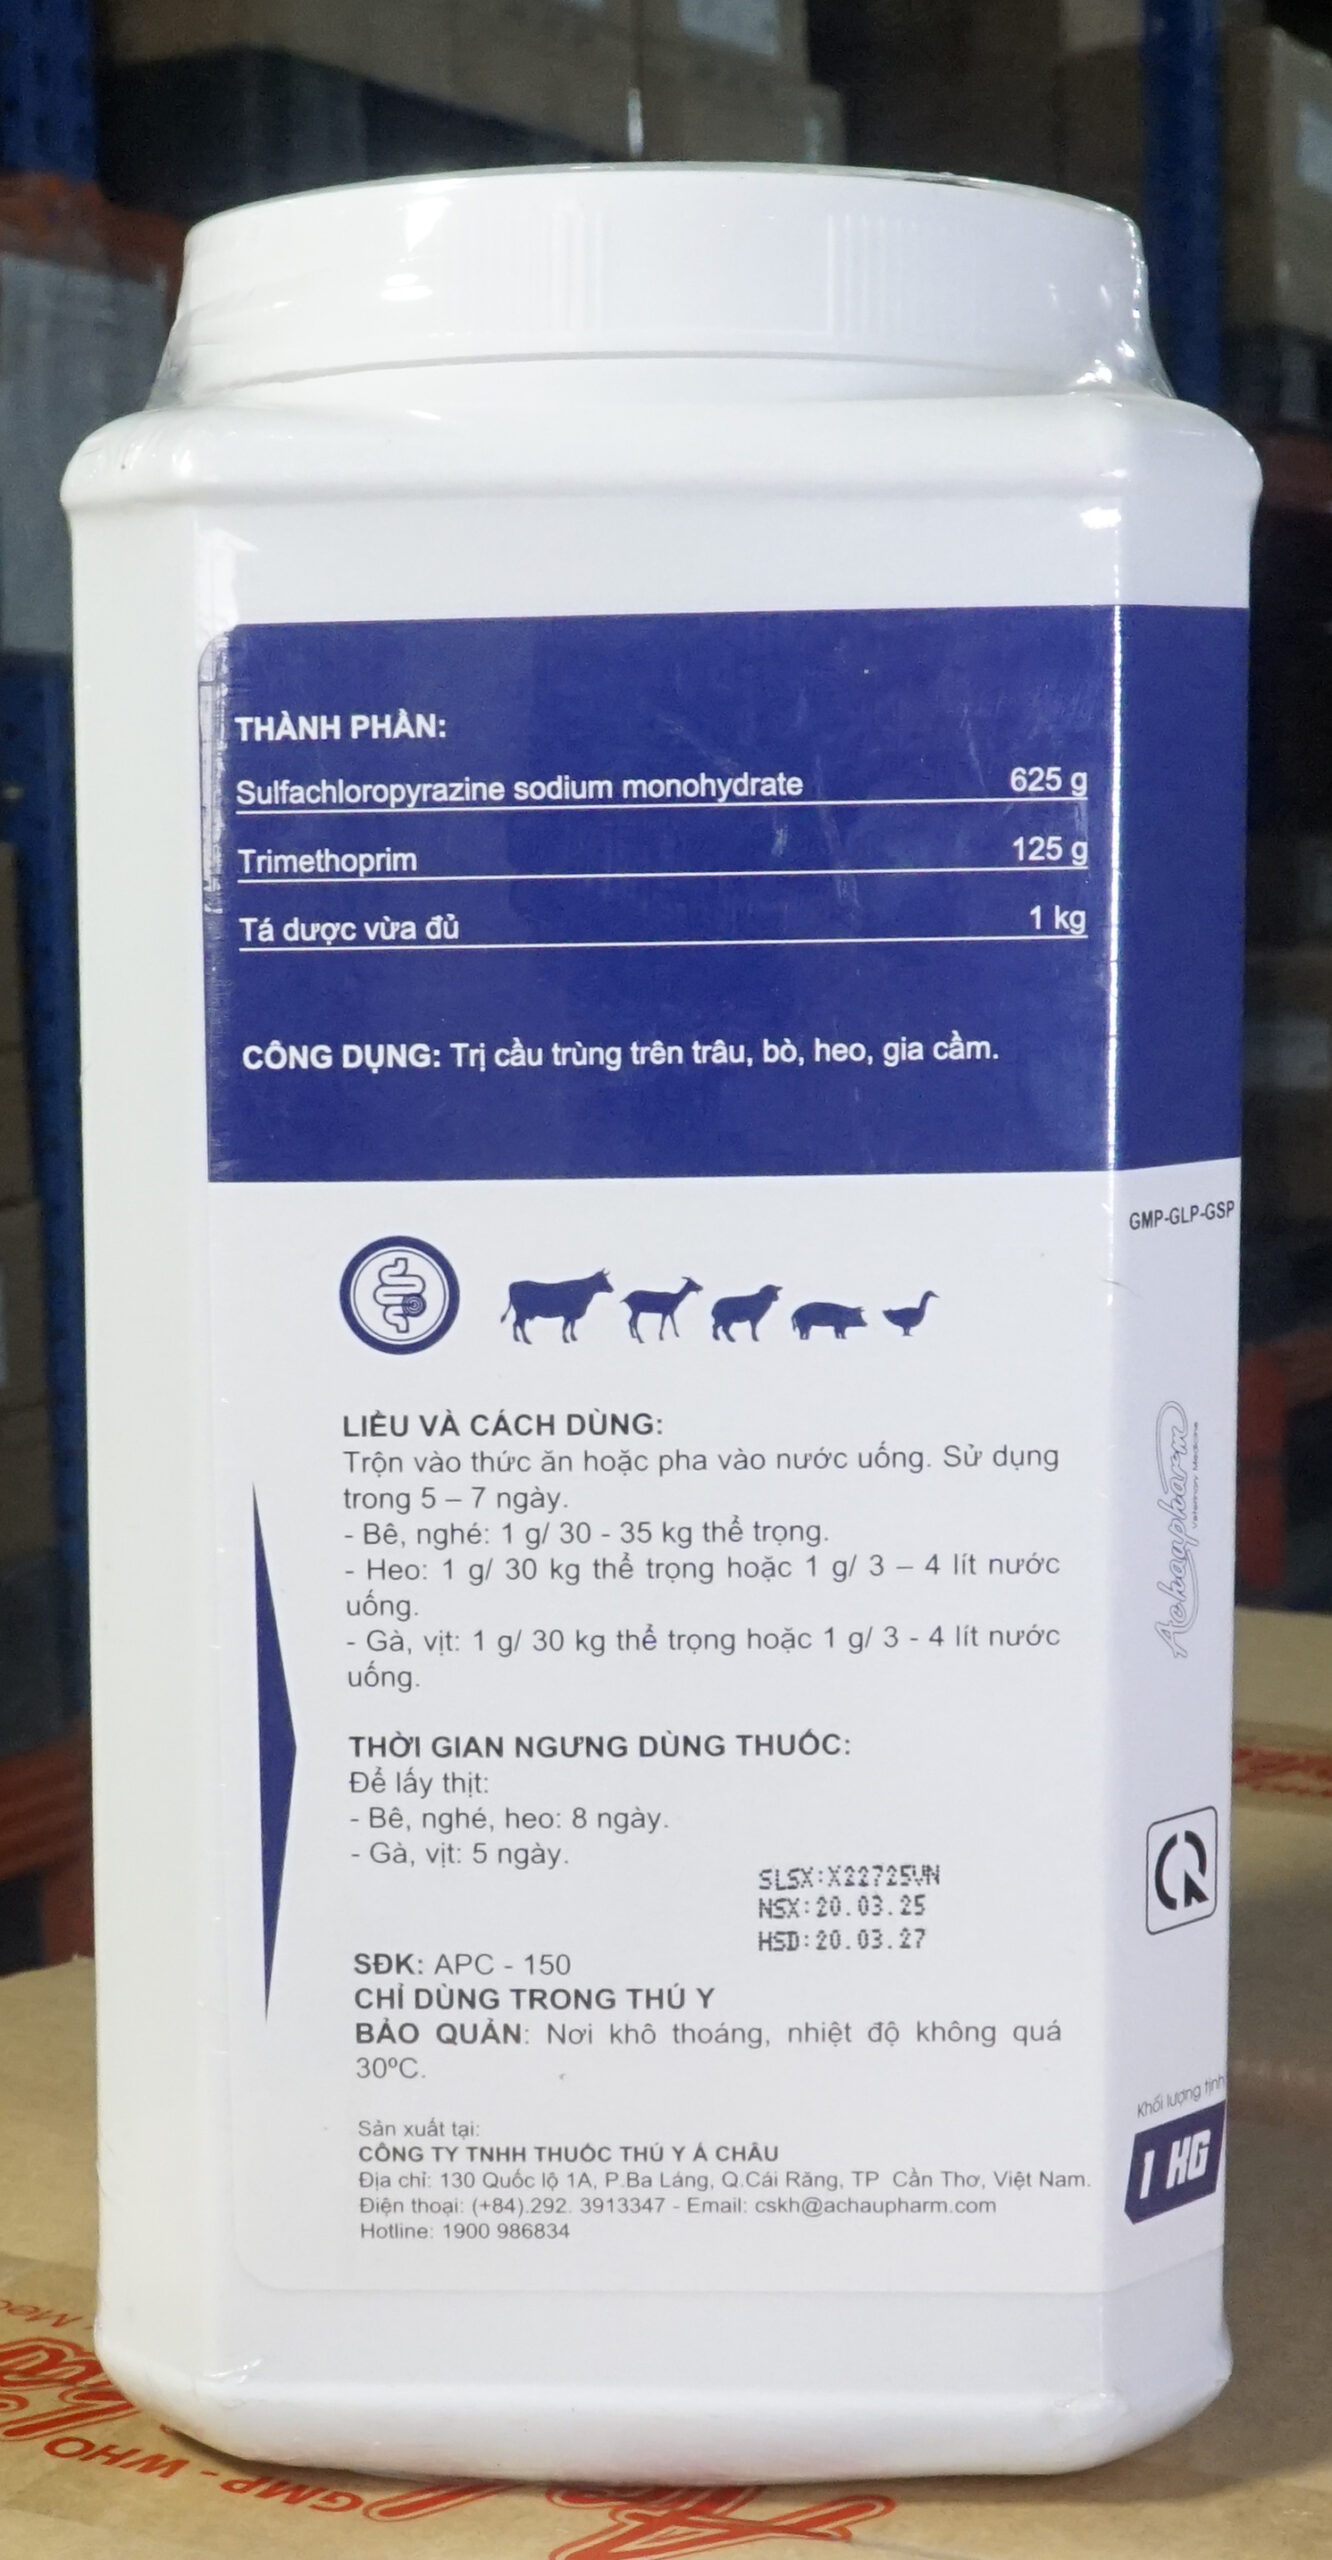 THÀNH PHẦN:
Sulfachloropyrazine sodium monohydrate 625 g
Trimethoprim 125 g
Tá dược vừa đủ 1 kg
CÔNG DỤNG: Trị cầu trùng trên trâu, bò, heo, gia cầm.
GMP-GLP-GSP
LIỀU VÀ CÁCH DÙNG:
Trộn vào thức ăn hoặc pha vào nước uống. Sử dụng
trong 5 – 7 ngày.
- Bê, nghé: 1 g/ 30 - 35 kg thể trọng.
- Heo: 1 g/ 30 kg thể trọng hoặc 1 g/ 3 – 4 lít nước
uống.
- Gà, vịt: 1 g/ 30 kg thể trọng hoặc 1 g/ 3 - 4 lít nước
uống.
THỜI GIAN NGƯNG DÙNG THUỐC:
Để lấy thịt:
- Bê, nghé, heo: 8 ngày.
- Gà, vịt: 5 ngày.
SLSX:X22725VN
NSX:20.03.25
HSD:20.03.27
SĐK: APC - 150
CHỈ DÙNG TRONG THÚ Y
BẢO QUẢN: Nơi khô thoáng, nhiệt độ không quá
30ºC.
Sản xuất tại:
CÔNG TY TNHH THUỐC THÚ Y Á CHÂU
Địa chỉ: 130 Quốc lộ 1A, P.Ba Láng, Q.Cái Răng, TP Cần Thơ, Việt Nam.
Điện thoại: (+84).292. 3913347 - Email: cskh@achaupharm.com
Hotline: 1900 986834
Achaupharm
Veterinary Medicine
Khối lượng tịnh
1 KG
GMP - WHO